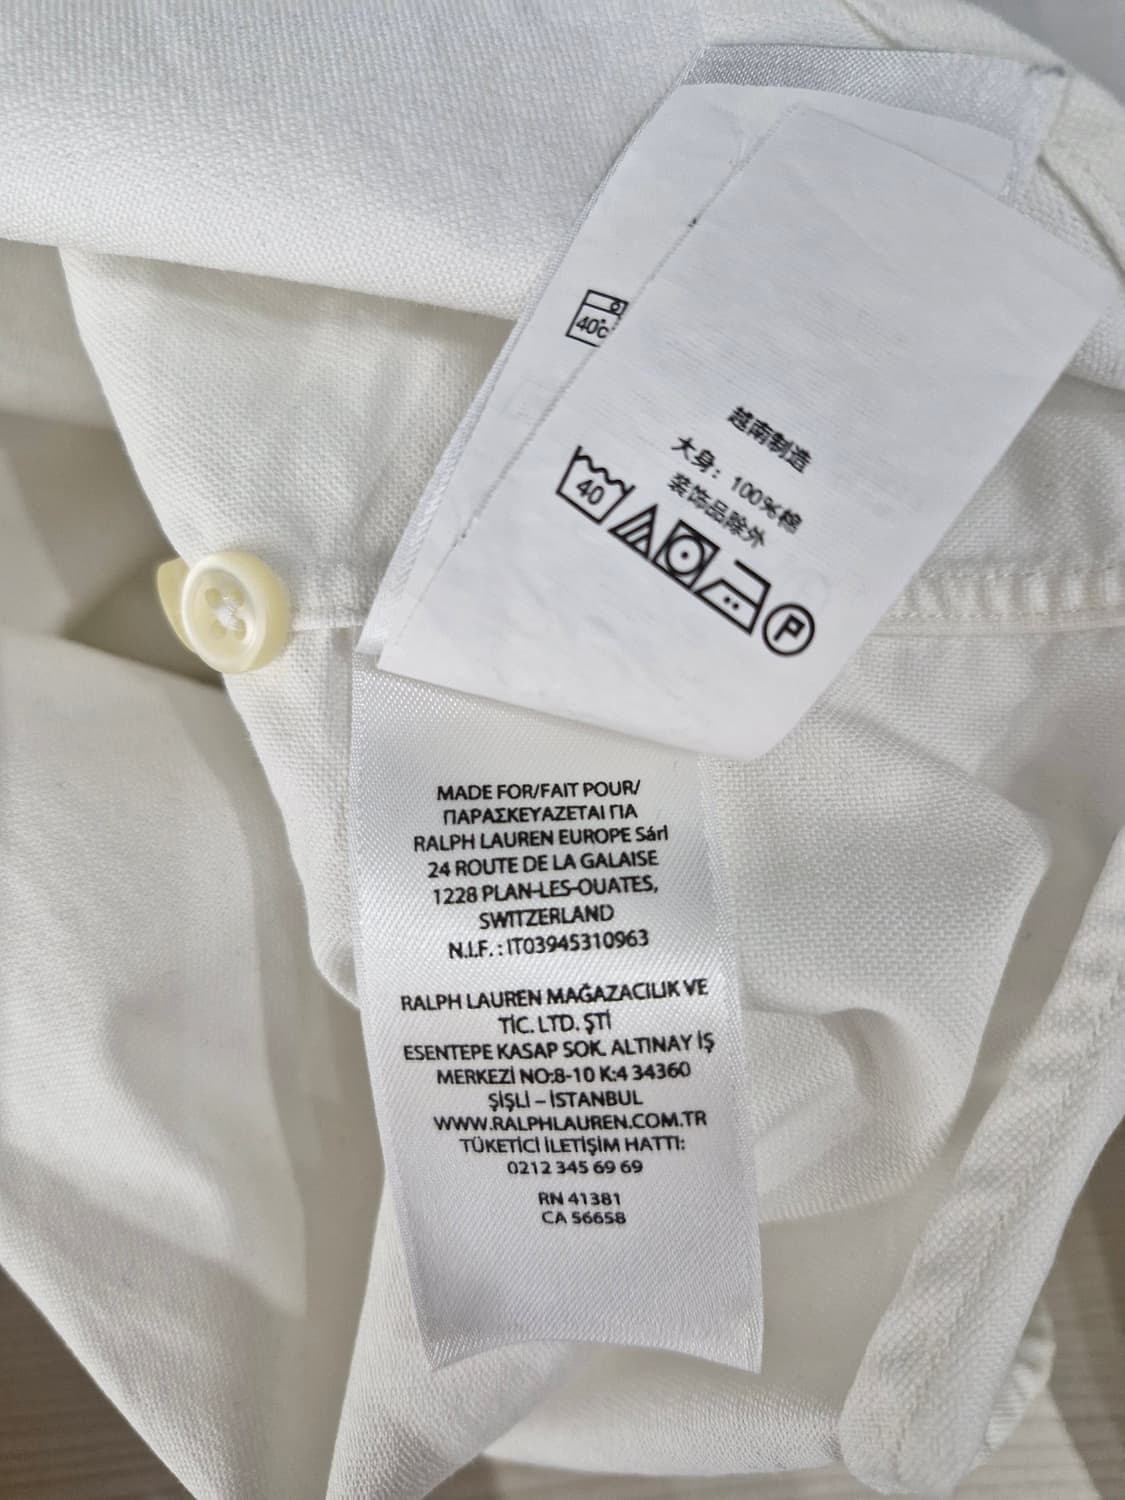 40°c
越南制造
大身: 100%棉
装饰品除外
40
P
MADE FOR/FAIT POUR/
ΠΑΡΑΣΚΕΥΑΖΕΤΑΙ ΓΙΑ
RALPH LAUREN EUROPE Sárl
24 ROUTE DE LA GALAISE
1228 PLAN-LES-OUATES,
SWITZERLAND
N.I.F. : IT03945310963
RALPH LAUREN MAĞAZACILIK VE
TİC. LTD. ŞTİ
ESENTEPE KASAP SOK. ALTINAY İŞ
MERKEZİ NO:8-10 K:4 34360
ŞİŞLİ – İSTANBUL
WWW.RALPHLAUREN.COM.TR
TÜKETİCİ İLETİŞİM HATTI:
0212 345 69 69
RN 41381
CA 56658